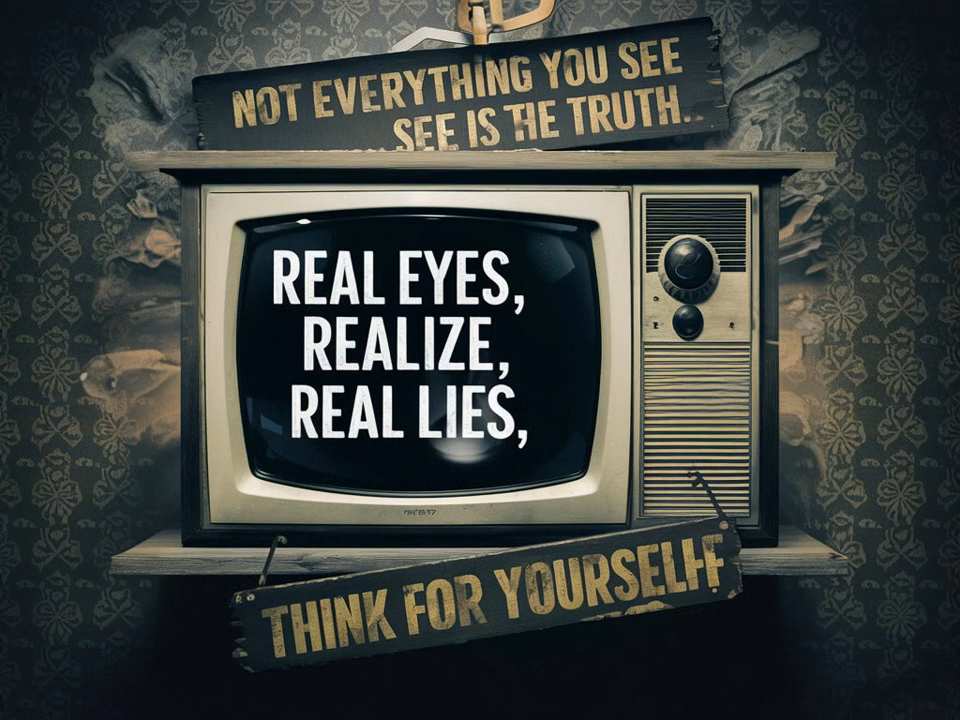 NOT EVERYTHING YOU SEE
SEE IS THE TRUTH..
REAL EYES,
REALIZE,
REAL LIES,
THINK FOR YOURSELF